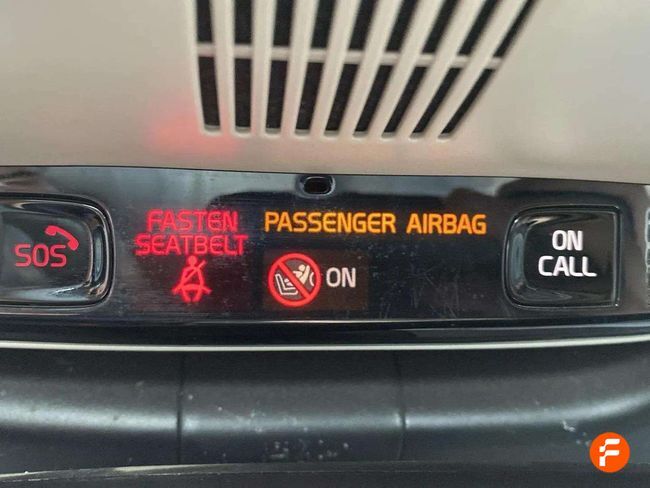 SOS
FASTEN
SEATBELT
PASSENGER AIRBAG
ON
ON
CALL